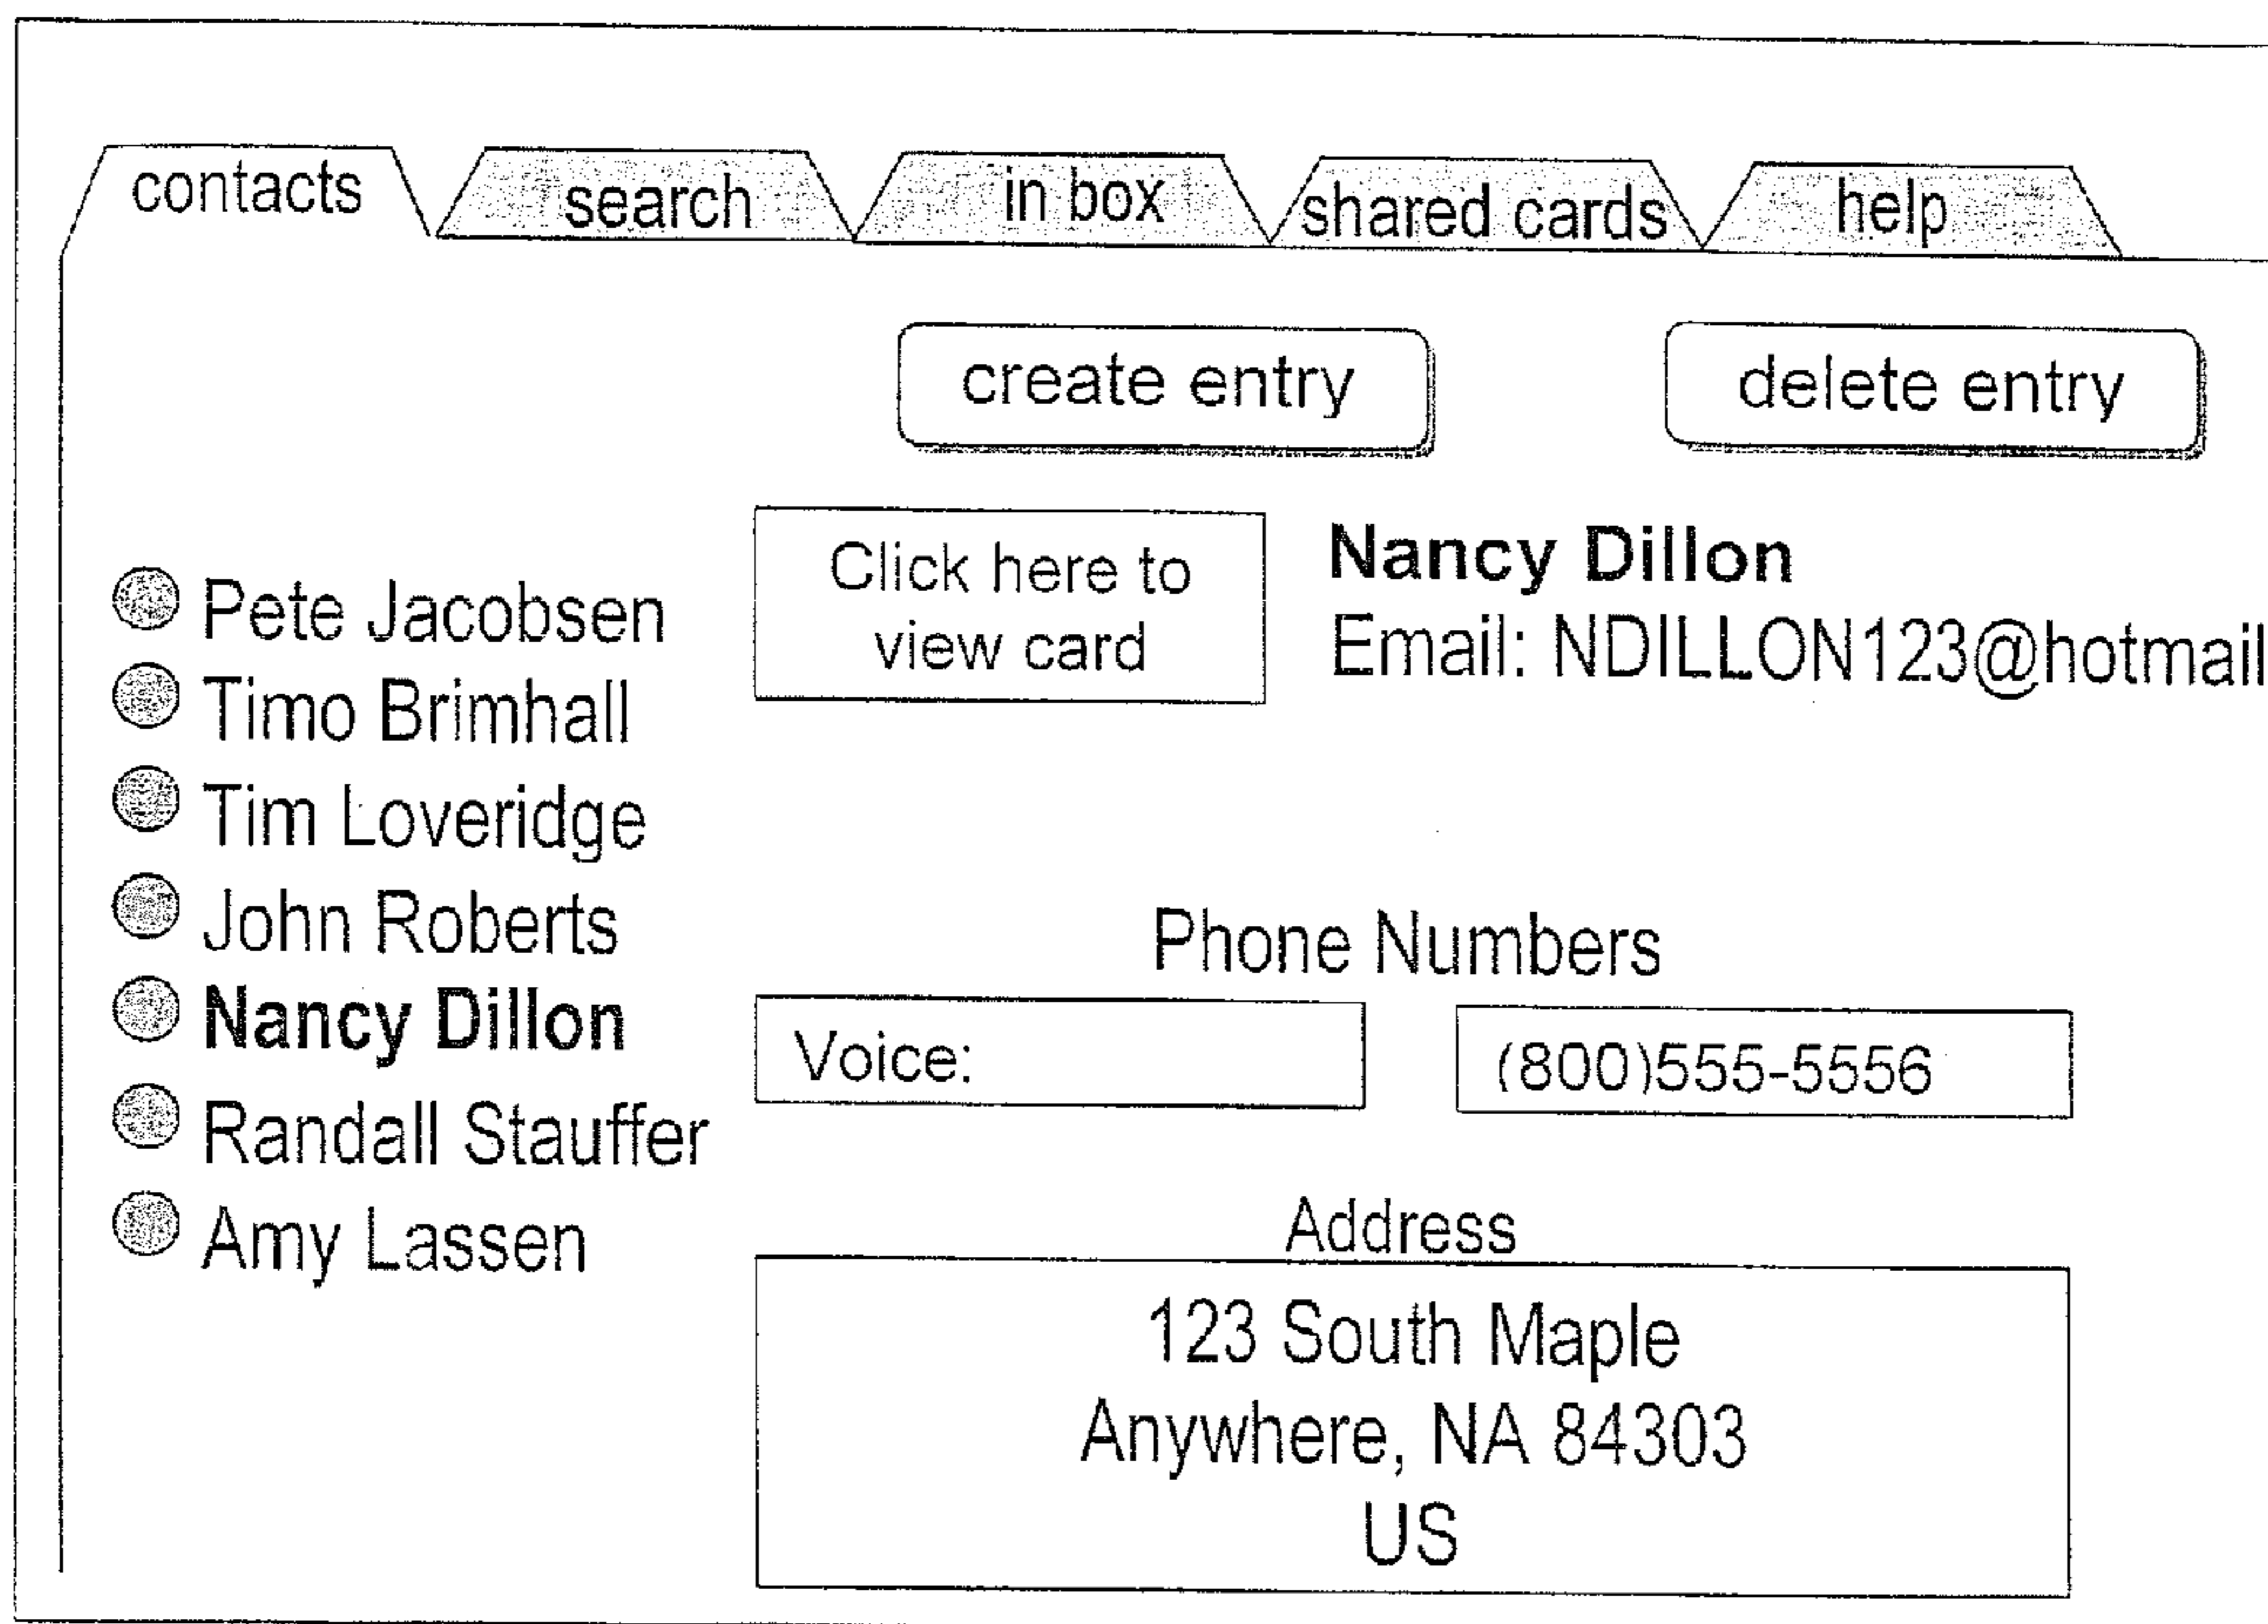 contacts search in box shared cards help
create entry delete entry
Click here to
view card
Nancy Dillon
Email: NDILLON123@hotmail
Pete Jacobsen
Timo Brimhall
Tim Loveridge
John Roberts
Nancy Dillon
Randall Stauffer
Amy Lassen
Phone Numbers
Voice: (800)555-5556
Address
123 South Maple
Anywhere, NA 84303
US